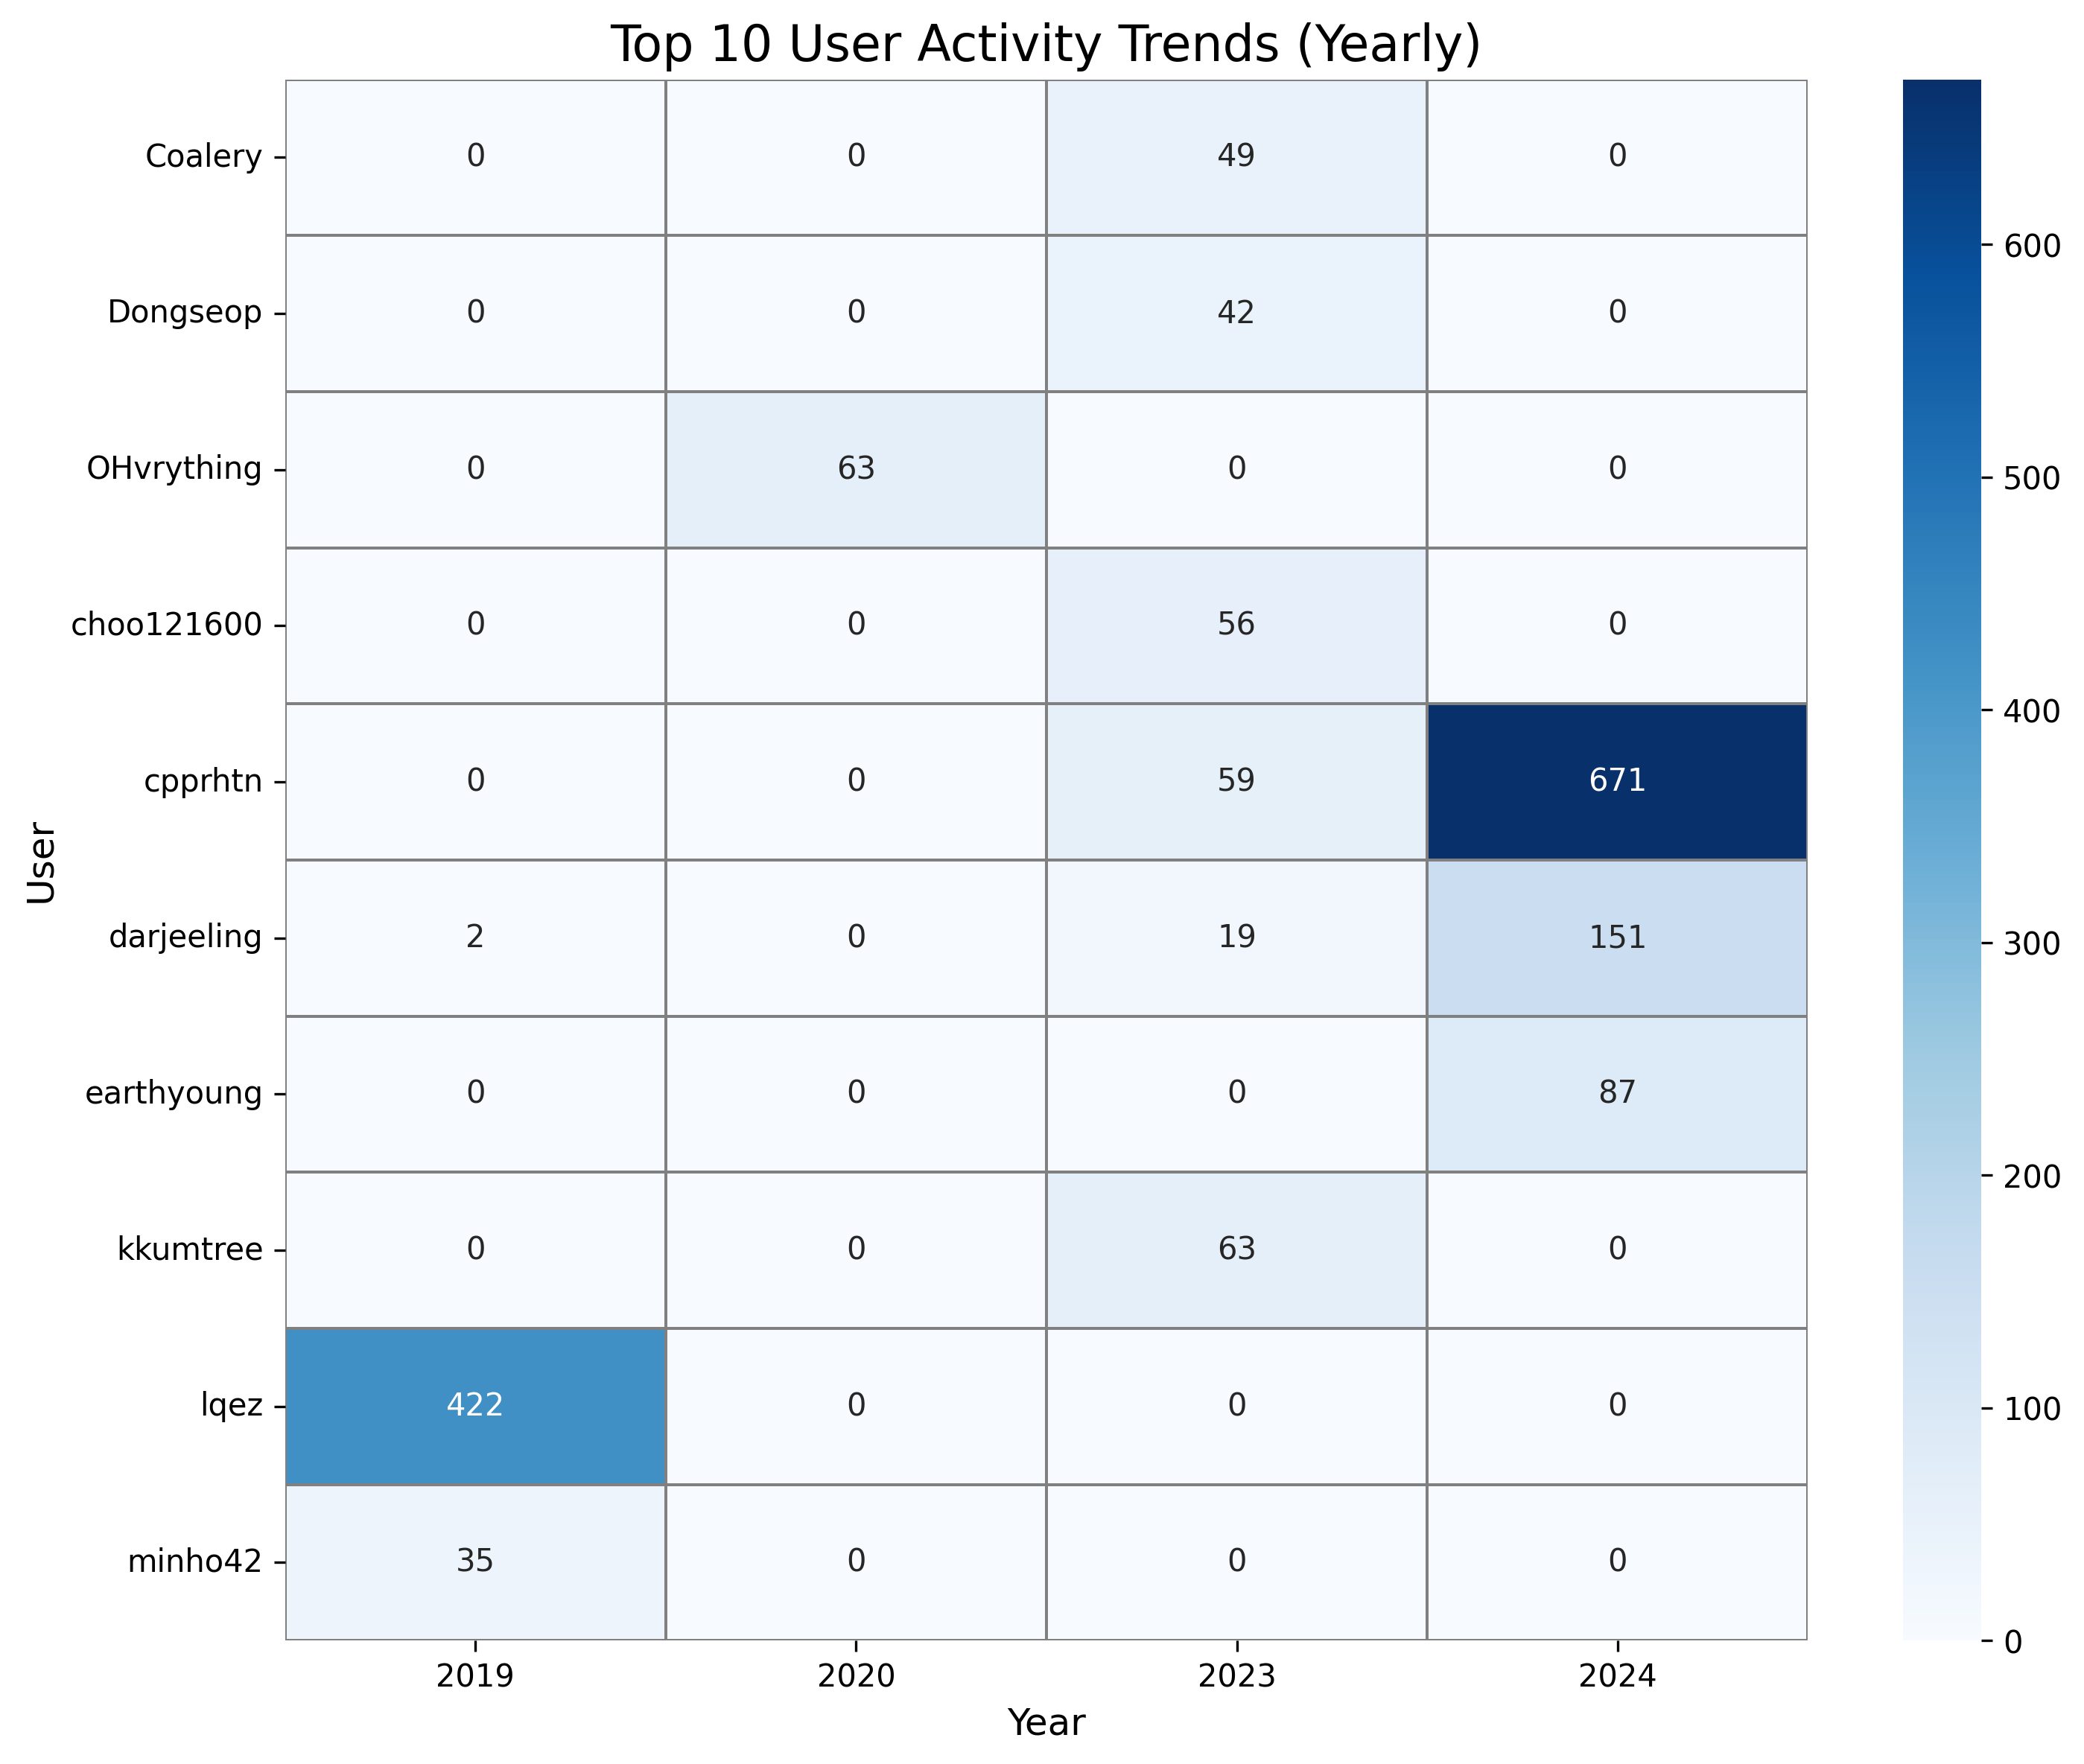 Top 10 User Activity Trends (Yearly)
Coalery 0 0 49 0
Dongseop 0 0 42 0
OHvrything 0 63 0 0
choo121600 0 0 56 0
cpprhtn 0 0 59 671
darjeeling 2 0 19 151
earthyoung 0 0 0 87
kkumtree 0 0 63 0
lqez 422 0 0 0
minho42 35 0 0 0
User
2019 2020 2023 2024
Year
600
500
400
300
200
100
0